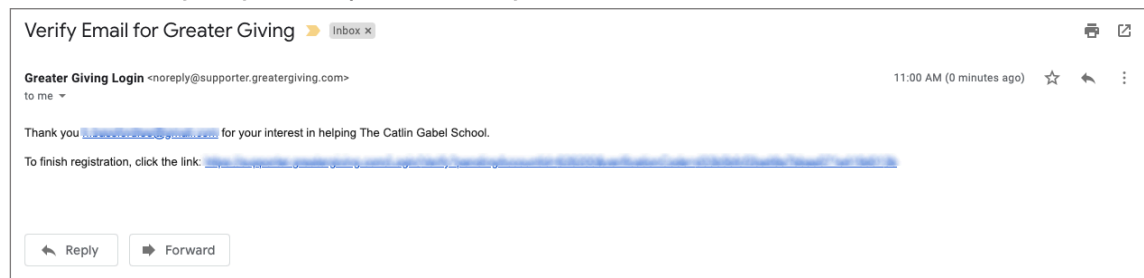 Verify Email for Greater Giving Inbox x
Greater Giving Login <noreply@supporter.greatergiving.com> 11:00 AM (0 minutes ago)
to me
Thank you for your interest in helping The Catlin Gabel School.
To finish registration, click the link:
Reply Forward